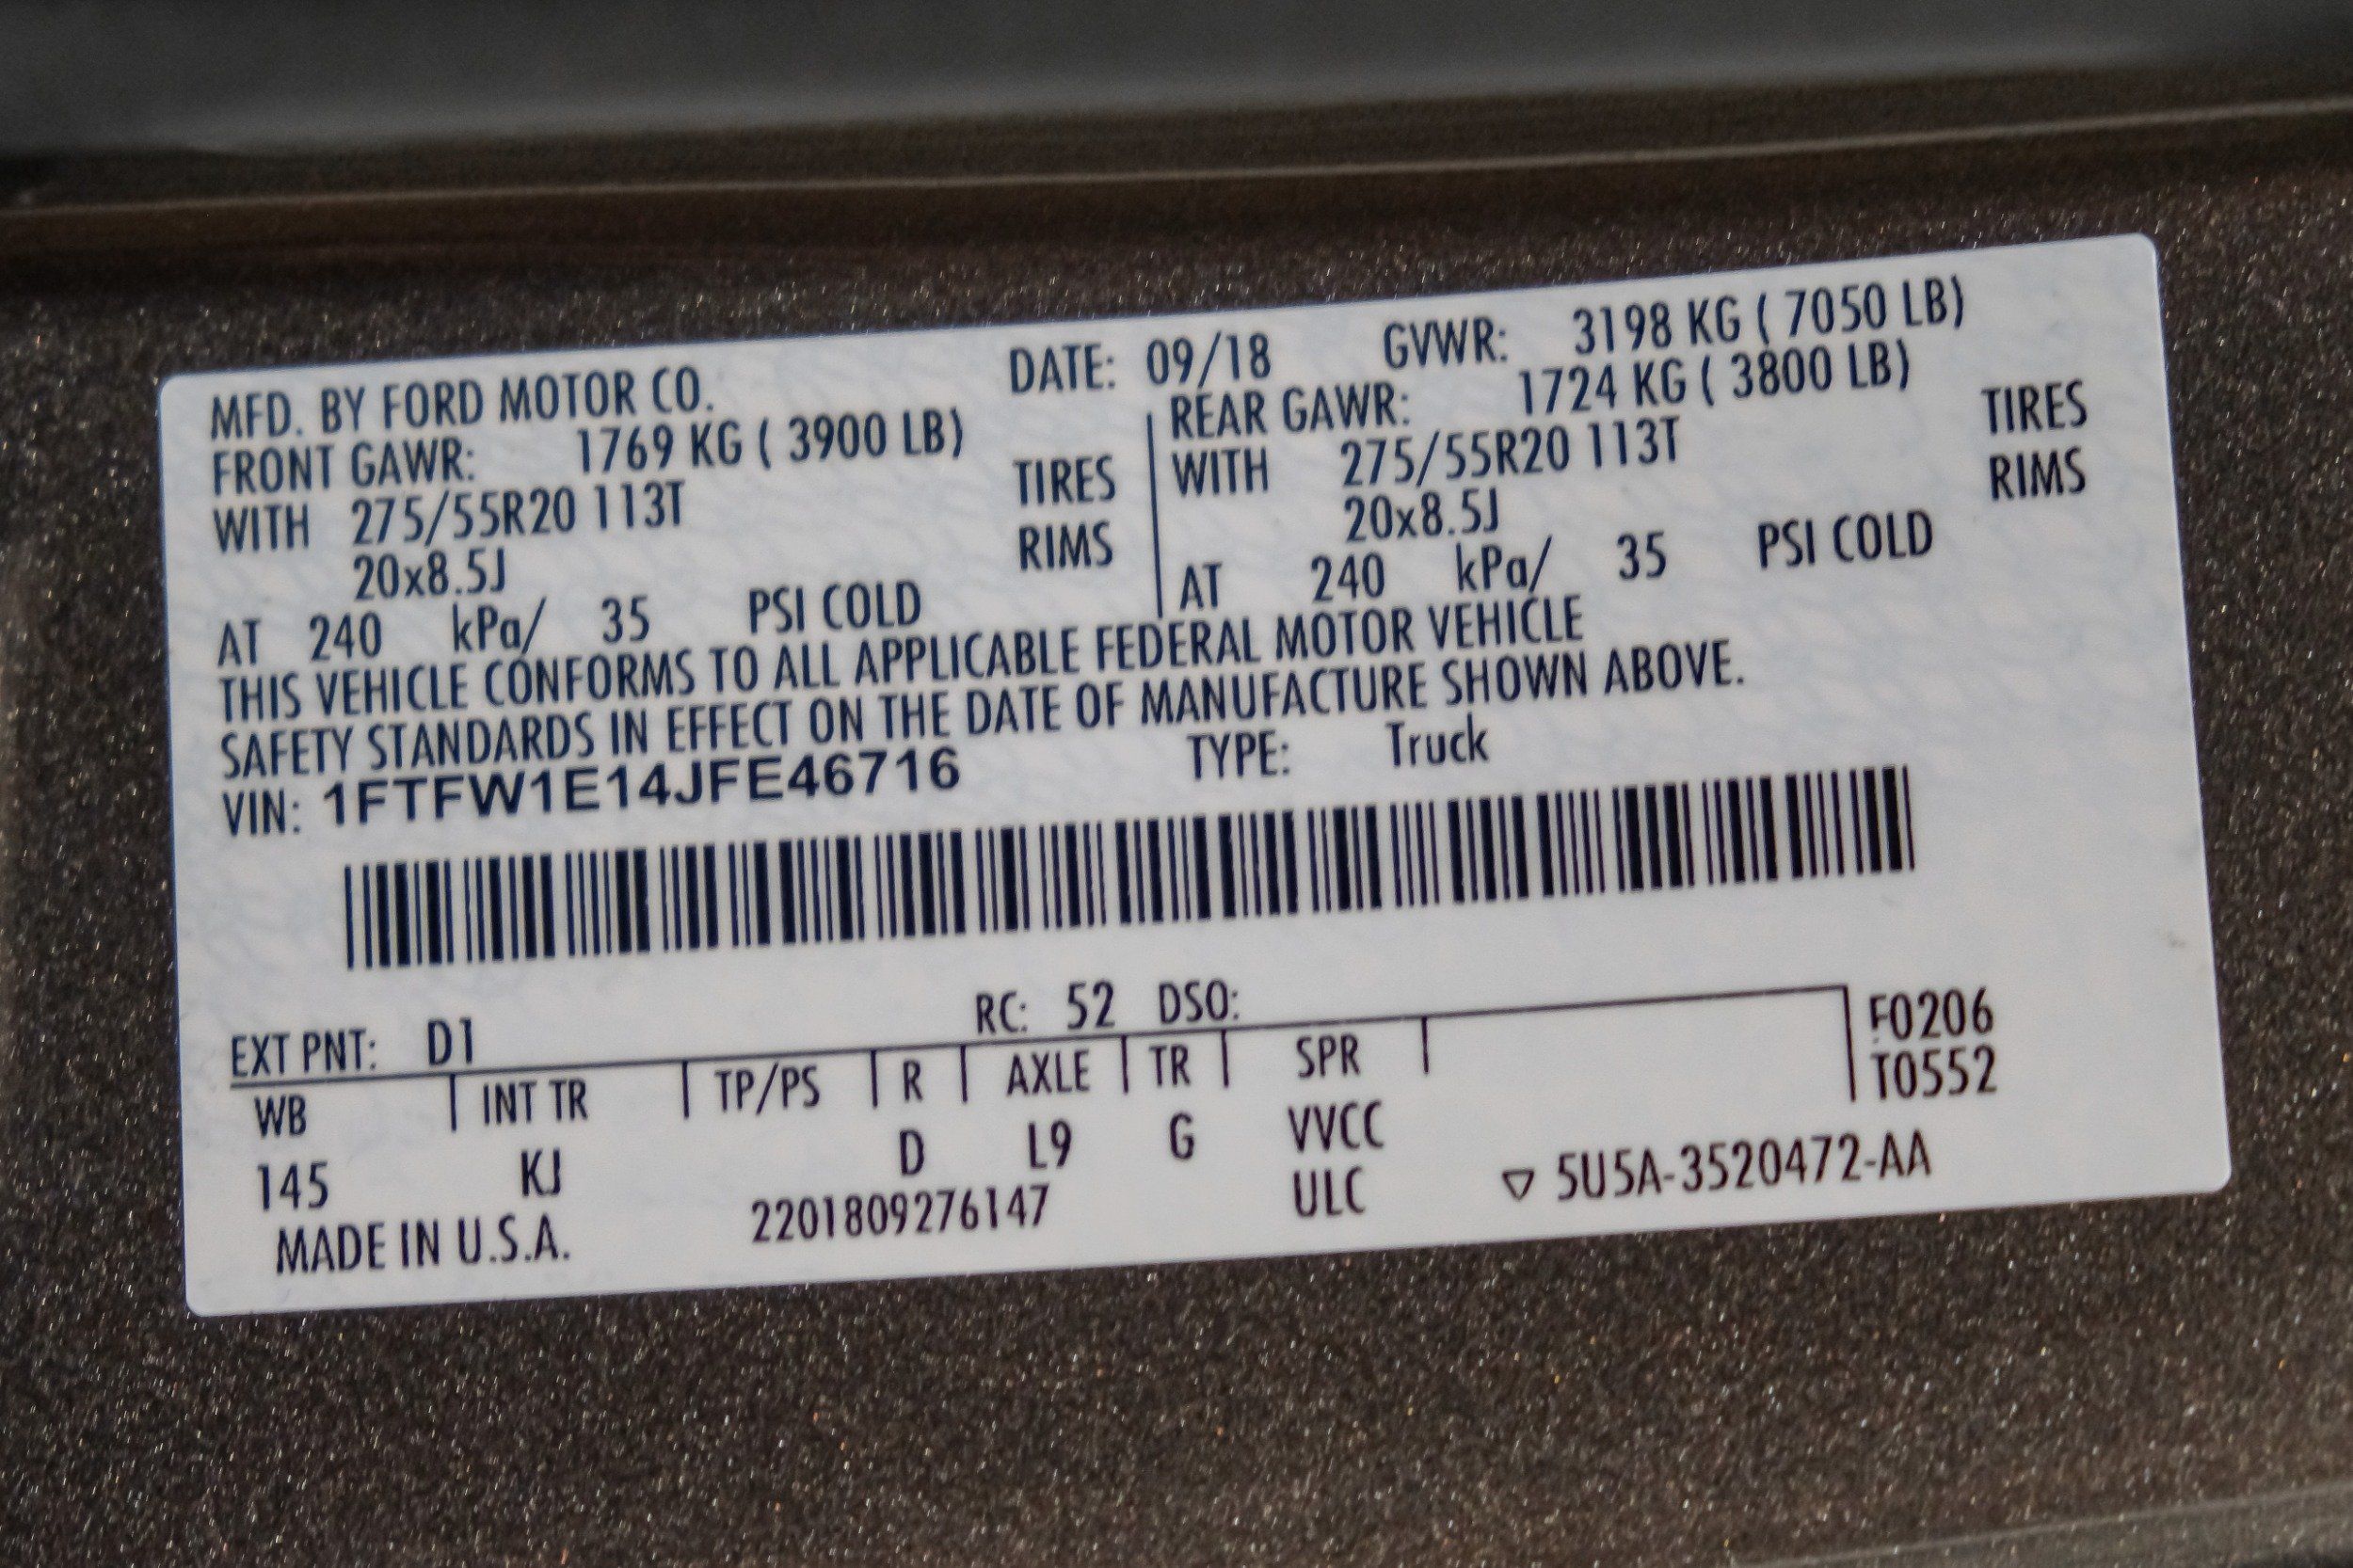 MFD. BY FORD MOTOR CO. DATE: 09/18 GVWR: 3198 KG ( 7050 LB)
FRONT GAWR: 1769 KG ( 3900 LB) REAR GAWR: 1724 KG ( 3800 LB)
WITH 275/55R20 113T TIRES WITH 275/55R20 113T TIRES
20x8.5J RIMS 20x8.5J RIMS
AT 240 kPa/ 35 PSI COLD AT 240 kPa/ 35 PSI COLD
THIS VEHICLE CONFORMS TO ALL APPLICABLE FEDERAL MOTOR VEHICLE
SAFETY STANDARDS IN EFFECT ON THE DATE OF MANUFACTURE SHOWN ABOVE.
VIN: 1FTFW1E14JFE46716 TYPE: Truck
EXT PNT: D1 RC: 52 DSO: F0206
WB INT TR TP/PS R AXLE TR SPR T0552
145 KJ D L9 G VVCC
MADE IN U.S.A. 2201809276147 ULC ▽ 5U5A-3520472-AA